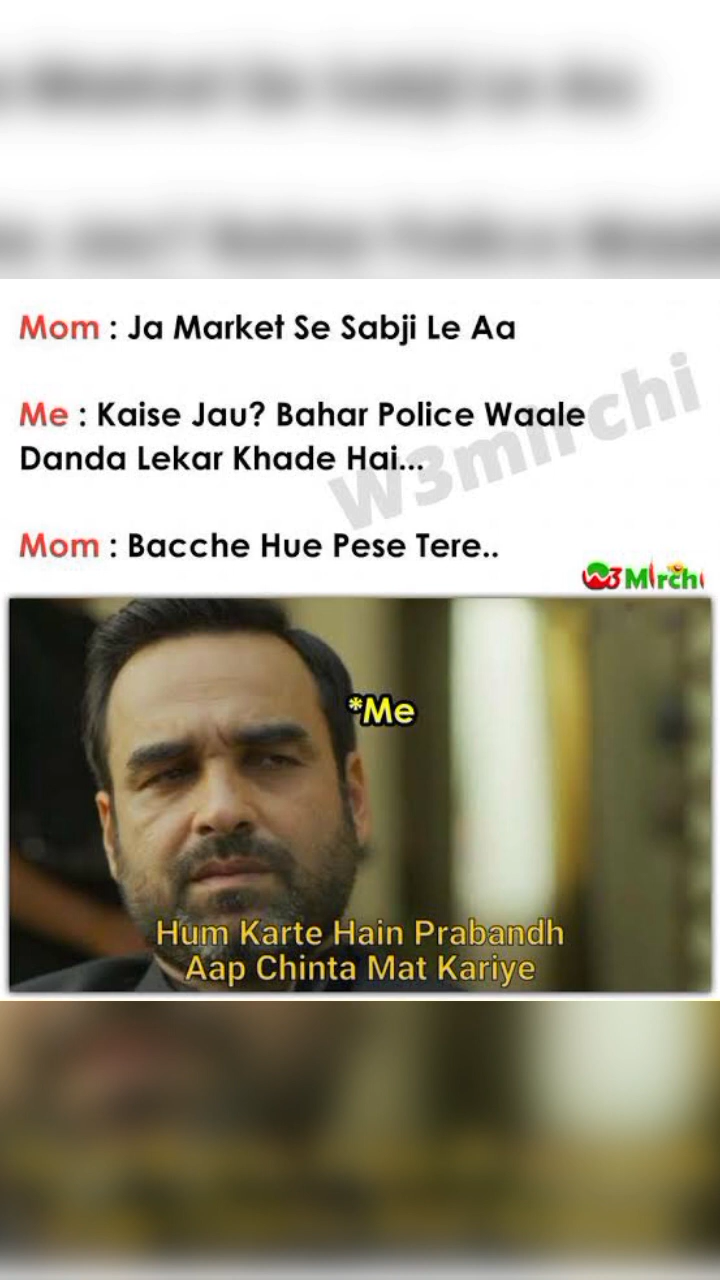 Mom : Ja Market Se Sabji Le Aa
Me : Kaise Jau? Bahar Police Waale
Danda Lekar Khade Hai...
W3mirchi
Mom : Bacche Hue Pese Tere..
W3Mirchi
*Me
Hum Karte Hain Prabandh
Aap Chinta Mat Kariye